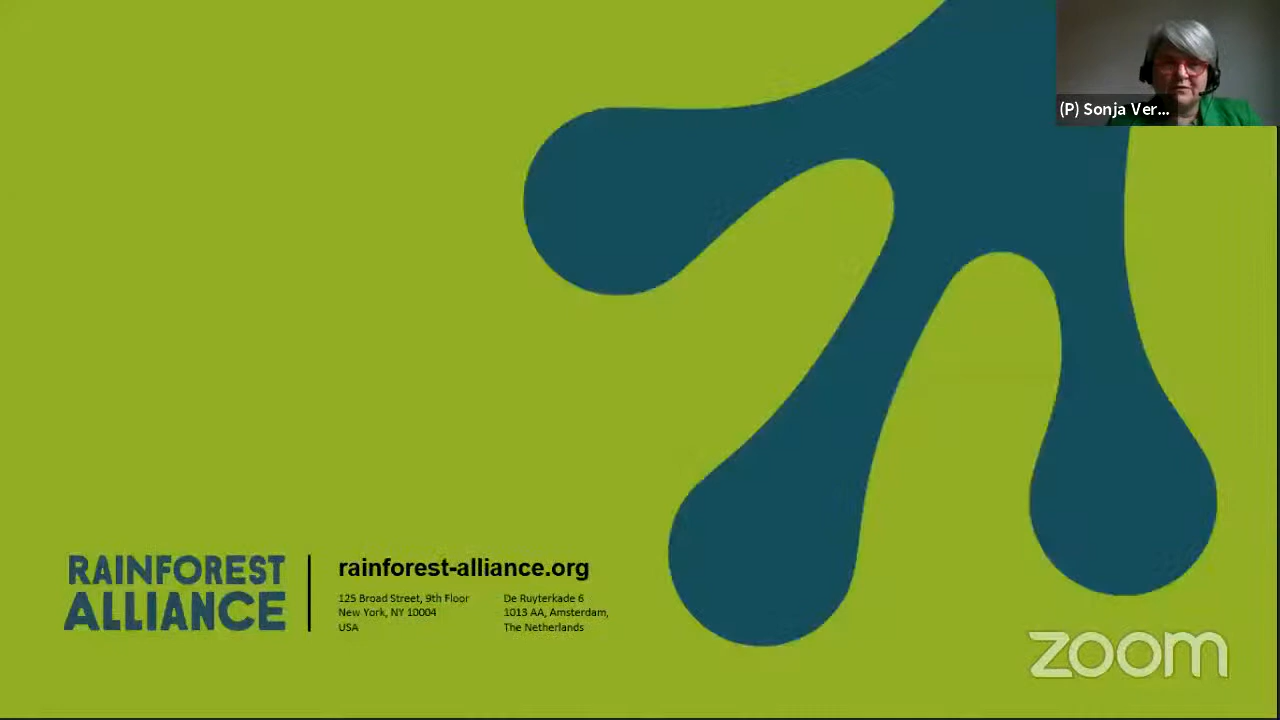 (P) Sonja Ver...
RAINFOREST
ALLIANCE
rainforest-alliance.org
125 Broad Street, 9th Floor
New York, NY 10004
USA
De Ruyterkade 6
1013 AA, Amsterdam,
The Netherlands
zoom